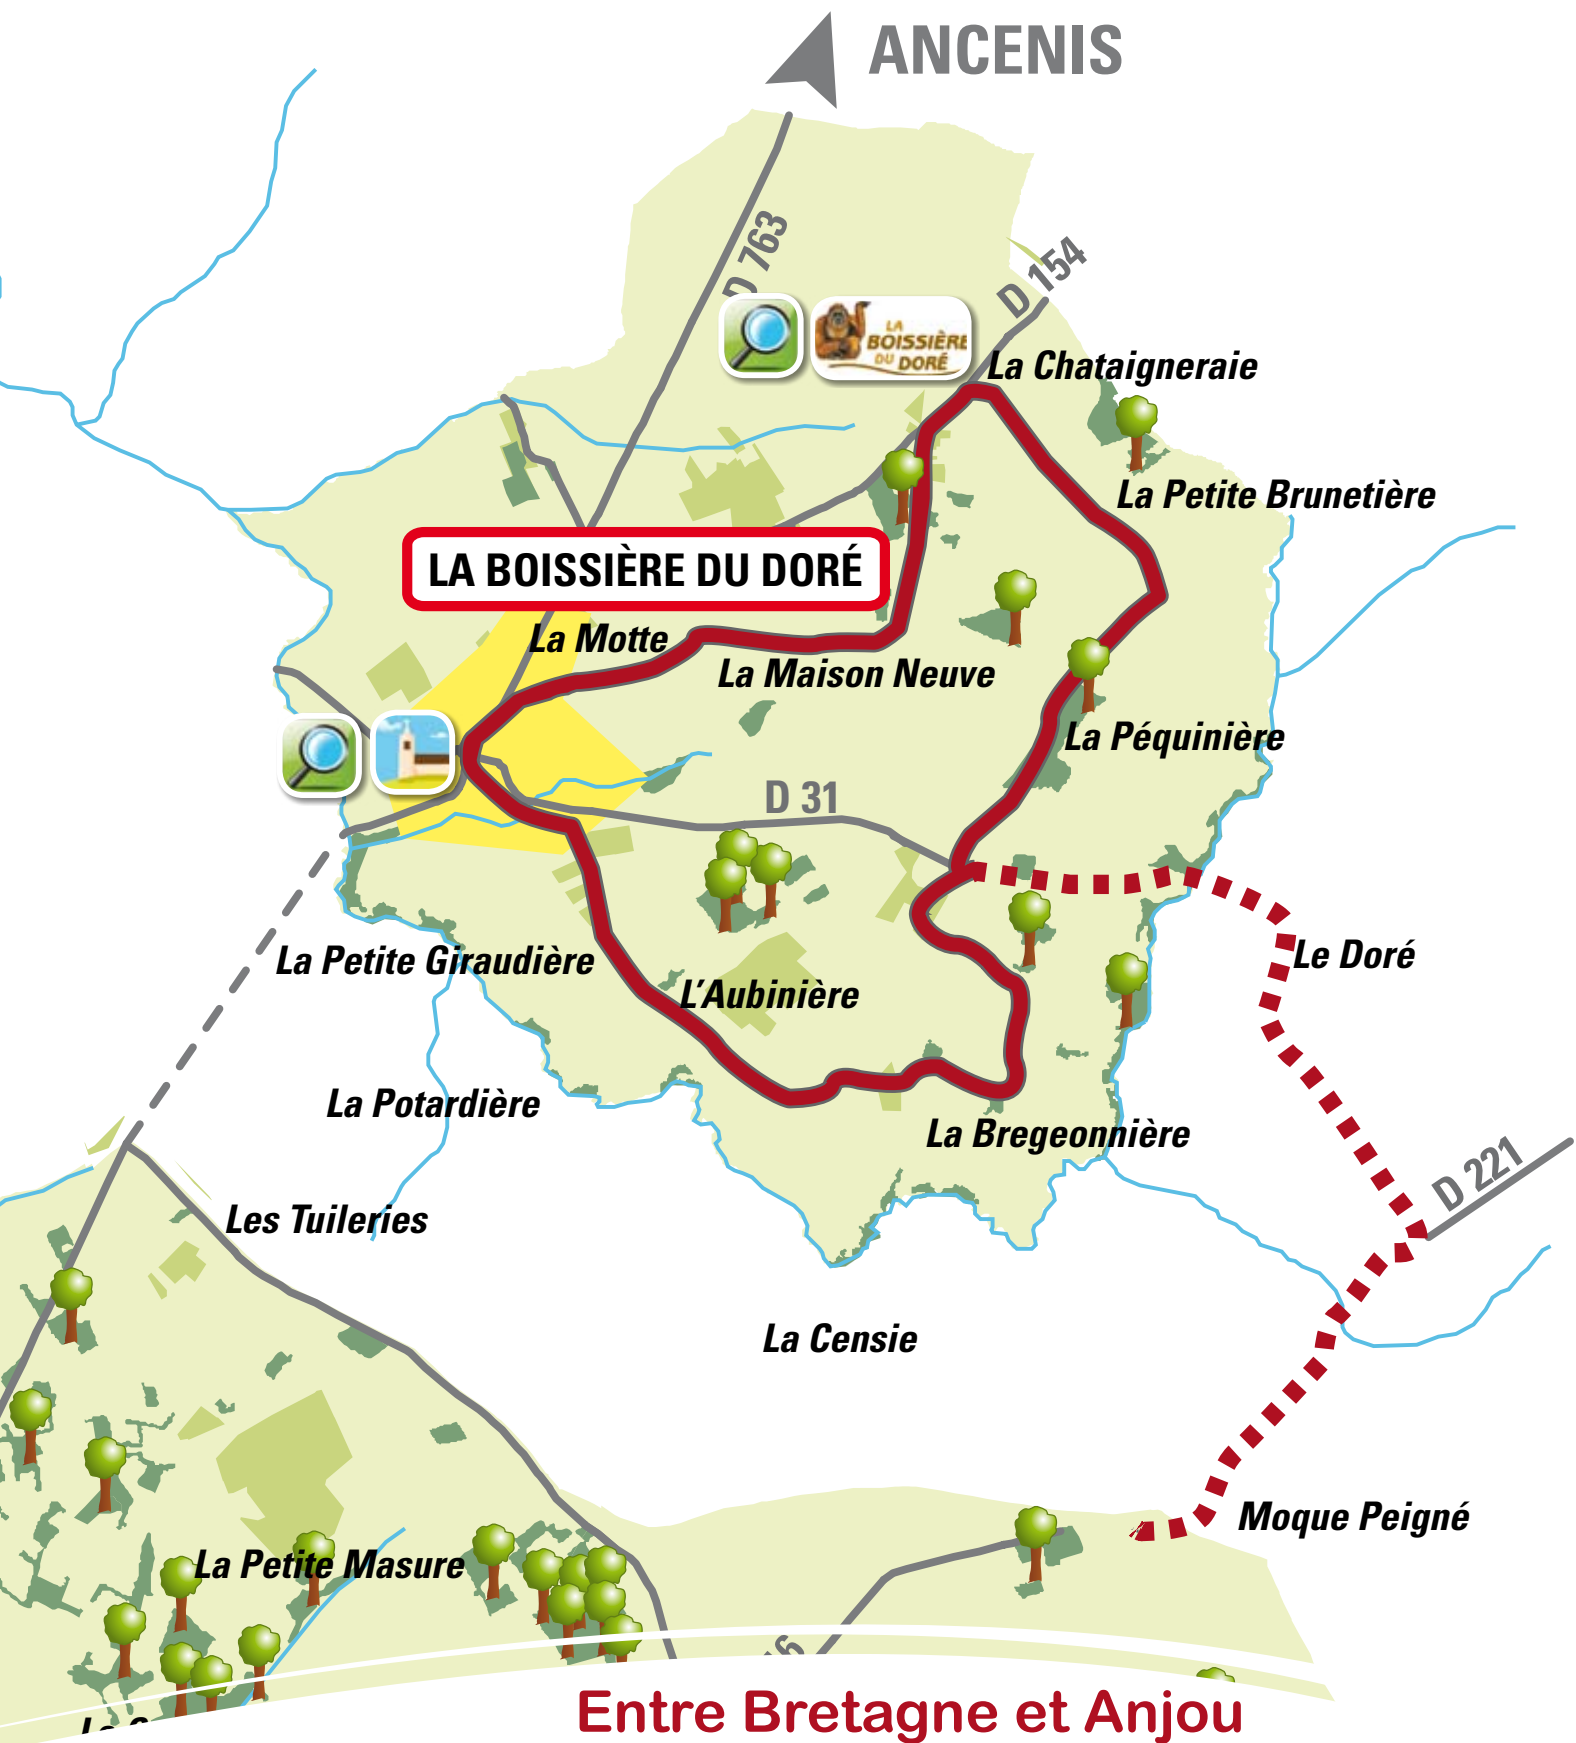 ANCENIS
D 763
D 154
LA
BOISSIÈRE
DU DORÉ
La Chataigneraie
La Petite Brunetière
LA BOISSIÈRE DU DORÉ
La Motte
La Maison Neuve
La Péquinière
D 31
La Petite Giraudière
Le Doré
L'Aubinière
La Potardière
La Bregeonnière
D 221
Les Tuileries
La Censie
Moque Peigné
La Petite Masure
Entre Bretagne et Anjou